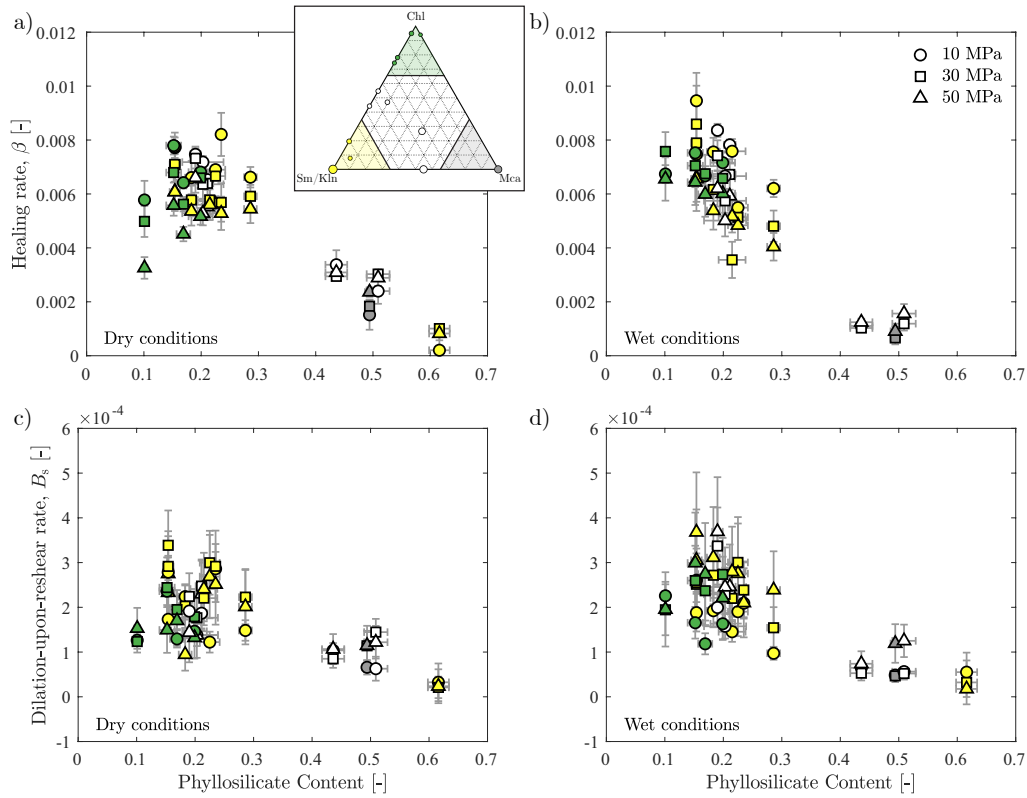 a)
0.012
0.01
0.008
0.006
0.004
0.002
0
Healing rate, β [-]
Dry conditions
0 0.1 0.2 0.3 0.4 0.5 0.6 0.7
Chl
Sm/Kln
Mca
b)
10 MPa
30 MPa
50 MPa
0.012
0.01
0.008
0.006
0.004
0.002
0
Wet conditions
0 0.1 0.2 0.3 0.4 0.5 0.6 0.7
c)
×10⁻⁴
6
5
4
3
2
1
0
-1
Dilation-upon-reshear rate, Bₛ [-]
Dry conditions
0 0.1 0.2 0.3 0.4 0.5 0.6 0.7
Phyllosilicate Content [-]
d)
×10⁻⁴
6
5
4
3
2
1
0
-1
Wet conditions
0 0.1 0.2 0.3 0.4 0.5 0.6 0.7
Phyllosilicate Content [-]